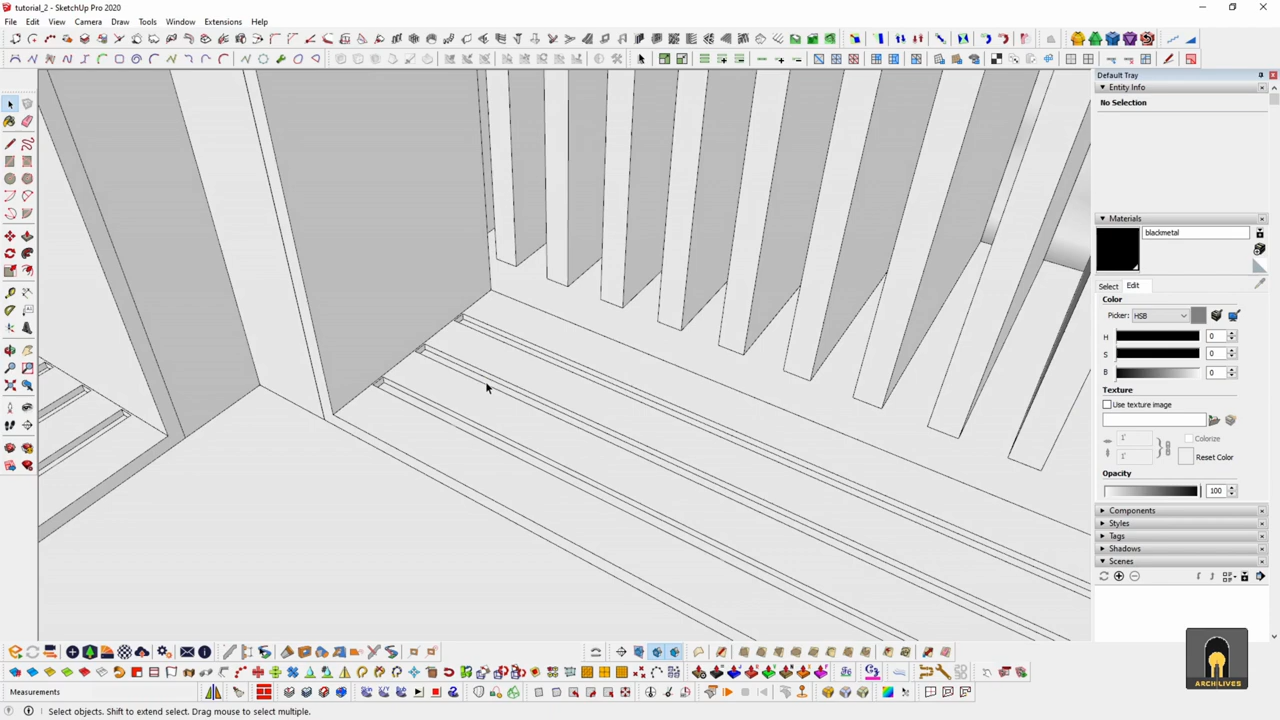 tutorial_2 - SketchUp Pro 2020
File Edit View Camera Draw Tools Window Extensions Help
Default Tray
Entity Info
No Selection
Materials
blackmetal
Select Edit
Color
Picker: HSB
H 0
S 0
B 0
Texture
Use texture image
1'
Colorize
1'
Reset Color
Opacity
100
Components
Styles
Tags
Shadows
Scenes
ARCHLIVES
Measurements
Select objects. Shift to extend select. Drag mouse to select multiple.